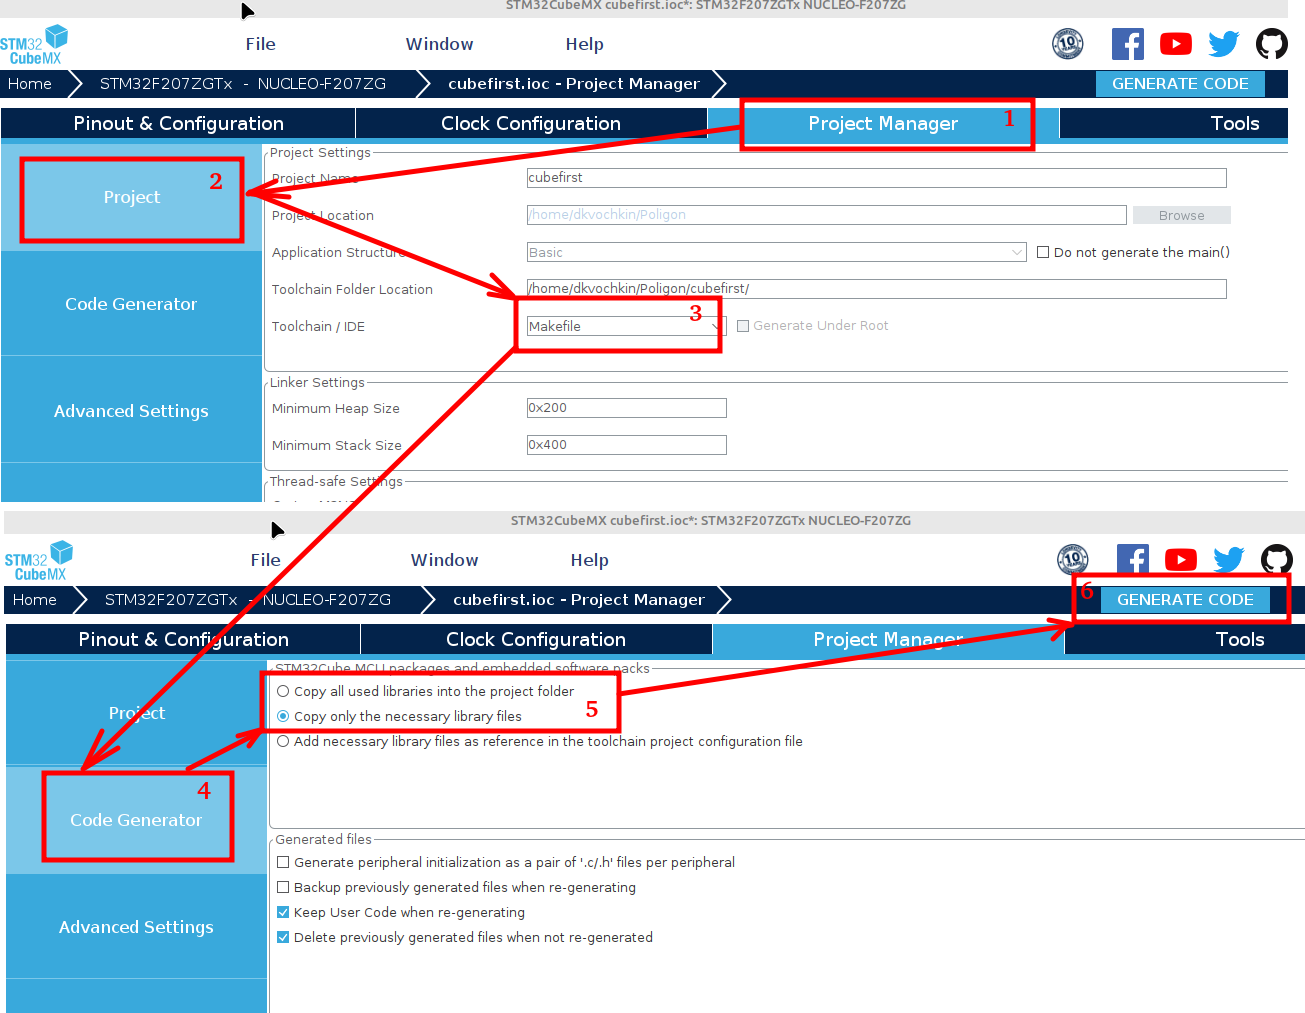 STM32CubeMX cubefirst.ioc*: STM32F207ZGTx NUCLEO-F207ZG
STM32
CubeMX
File Window Help
10
Home STM32F207ZGTx - NUCLEO-F207ZG cubefirst.ioc - Project Manager GENERATE CODE
Pinout & Configuration Clock Configuration Project Manager 1 Tools
Project Settings
Project 2
Project Name cubefirst
Project Location /home/dkvochkin/Poligon Browse
Application Structure Basic Do not generate the main()
Code Generator
Toolchain Folder Location /home/dkvochkin/Poligon/cubefirst/
Toolchain / IDE Makefile 3 Generate Under Root
Advanced Settings
Linker Settings
Minimum Heap Size 0x200
Minimum Stack Size 0x400
Thread-safe Settings
STM32CubeMX cubefirst.ioc*: STM32F207ZGTx NUCLEO-F207ZG
STM32
CubeMX
File Window Help
10
Home STM32F207ZGTx - NUCLEO-F207ZG cubefirst.ioc - Project Manager 6 GENERATE CODE
Pinout & Configuration Clock Configuration Project Manager Tools
STM32Cube MCU packages and embedded software packs
Project
Copy all used libraries into the project folder
Copy only the necessary library files 5
Add necessary library files as reference in the toolchain project configuration file
Code Generator 4
Generated files
Generate peripheral initialization as a pair of '.c/.h' files per peripheral
Backup previously generated files when re-generating
Keep User Code when re-generating
Delete previously generated files when not re-generated
Advanced Settings